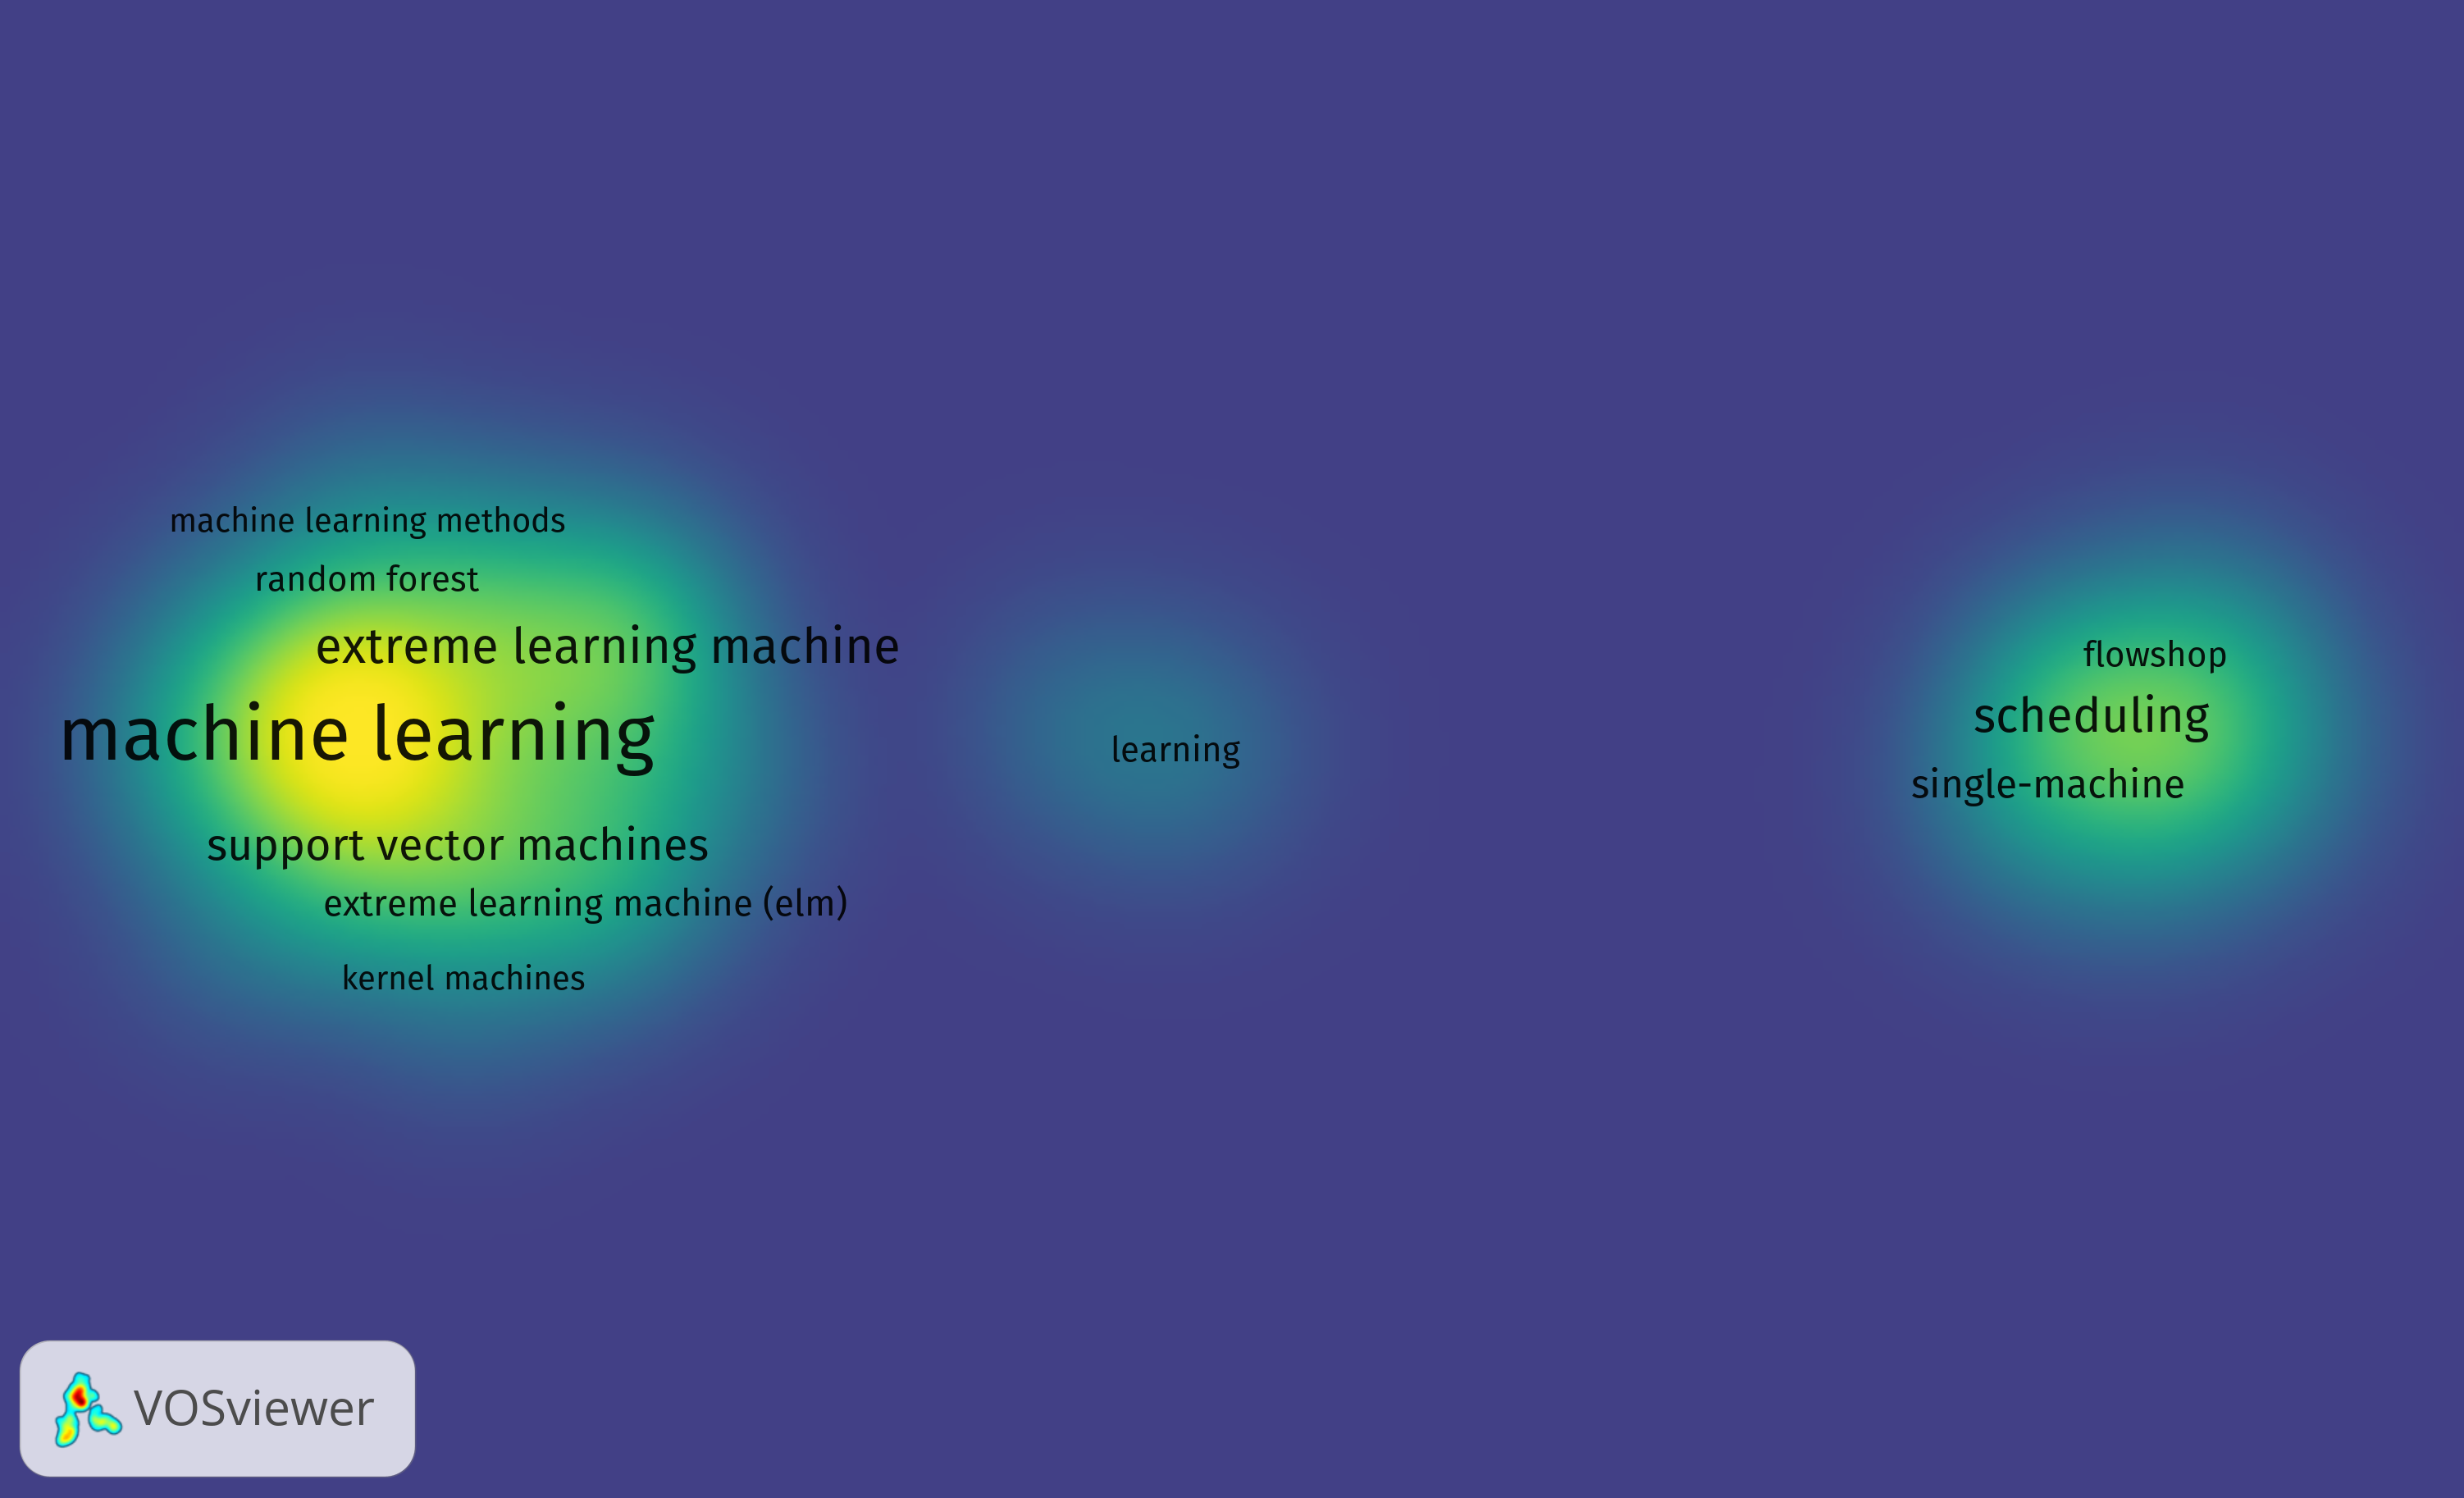 machine learning methods
random forest
extreme learning machine
machine learning
support vector machines
extreme learning machine (elm)
kernel machines
learning
flowshop
scheduling
single-machine
VOSviewer